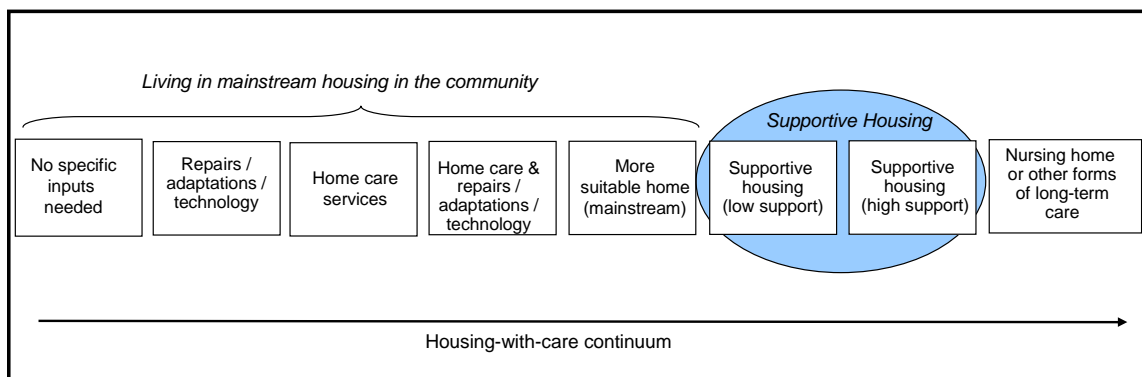 Living in mainstream housing in the community
Supportive Housing
No specific
inputs
needed
Repairs /
adaptations /
technology
Home care
services
Home care &
repairs /
adaptations /
technology
More
suitable home
(mainstream)
Supportive
housing
(low support)
Supportive
housing
(high support)
Nursing home
or other forms
of long-term
care
Housing-with-care continuum